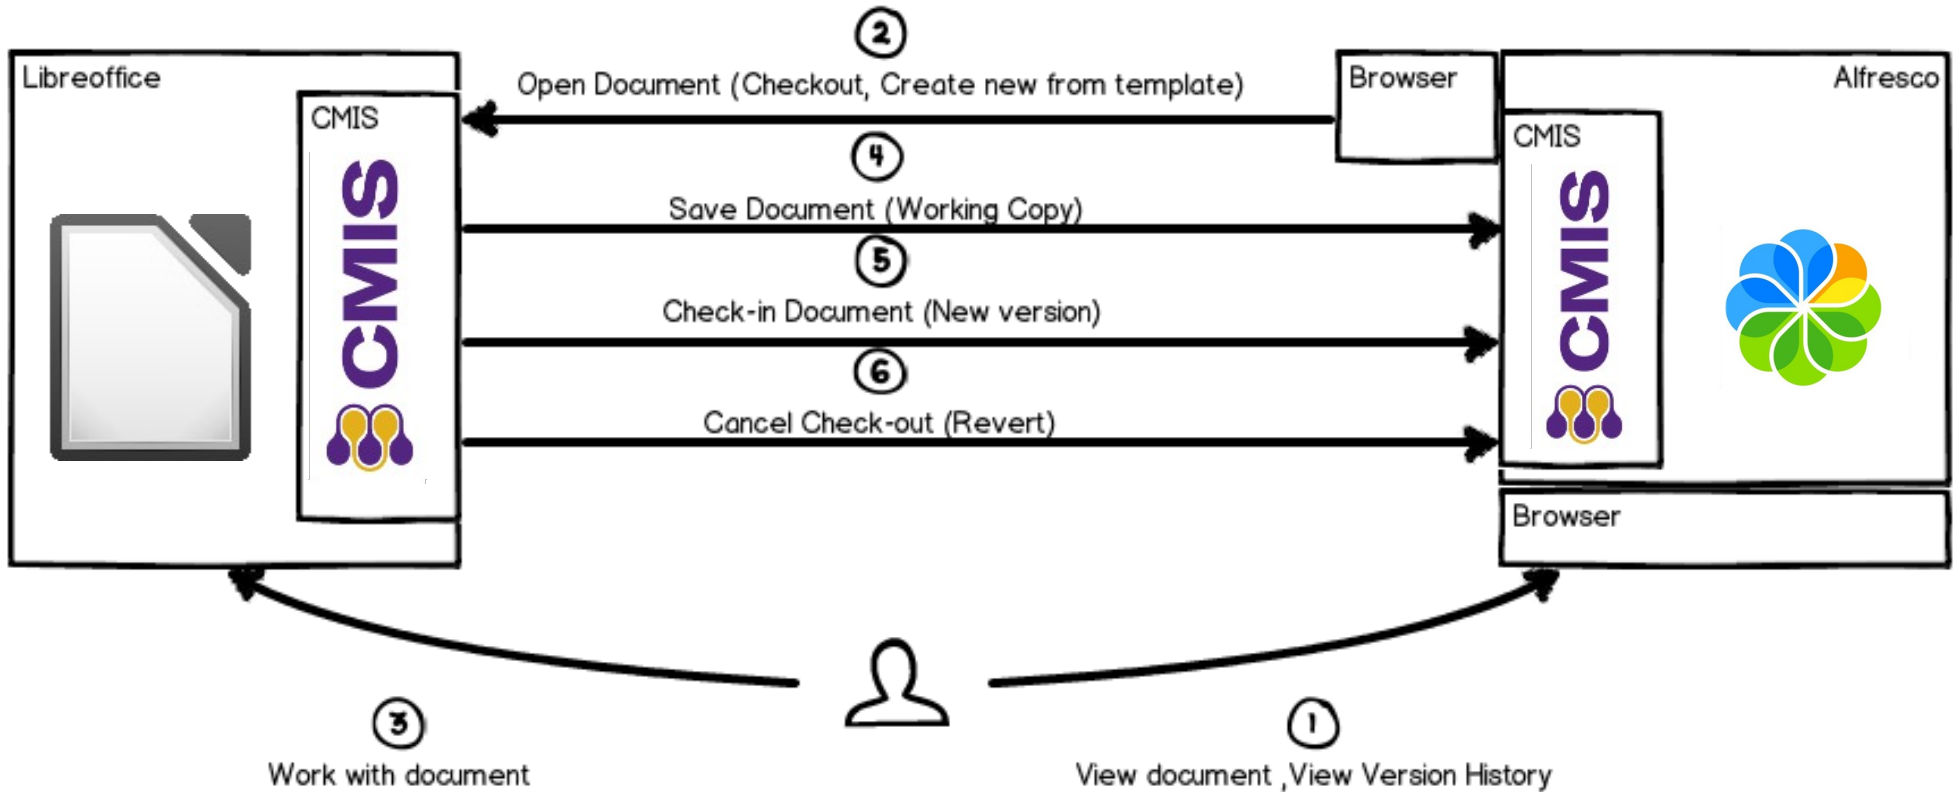 2
Libreoffice
Open Document (Checkout, Create new from template)
Browser
Alfresco
CMIS
CMIS
4
CMIS
CMIS
Save Document (Working Copy)
5
Check-in Document (New version)
6
Cancel Check-out (Revert)
Browser
3
1
Work with document
View document ,View Version History